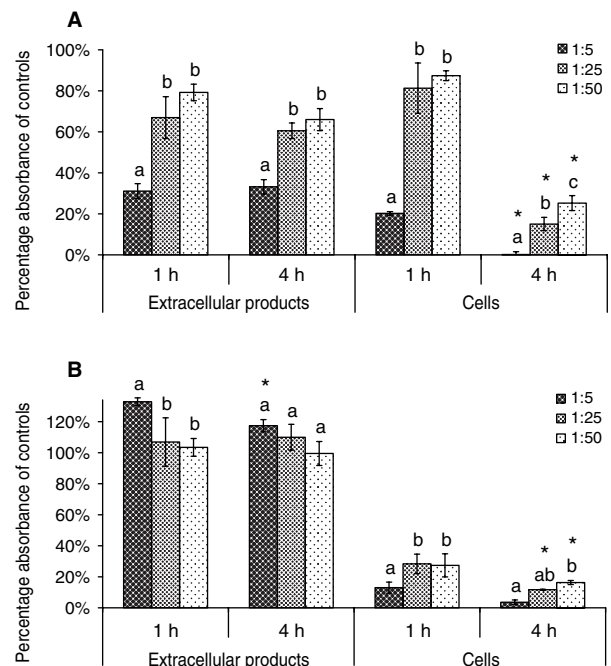 A
Percentage absorbance of controls
100%
80%
60%
40%
20%
0%
1:5
1:25
1:50
a b b
a b b
a b b
* * *
a b c
1 h 4 h 1 h 4 h
Extracellular products Cells
B
Percentage absorbance of controls
120%
100%
80%
60%
40%
20%
0%
1:5
1:25
1:50
a b b
*
a a a
a b b
* *
a ab b
1 h 4 h 1 h 4 h
Extracellular products Cells